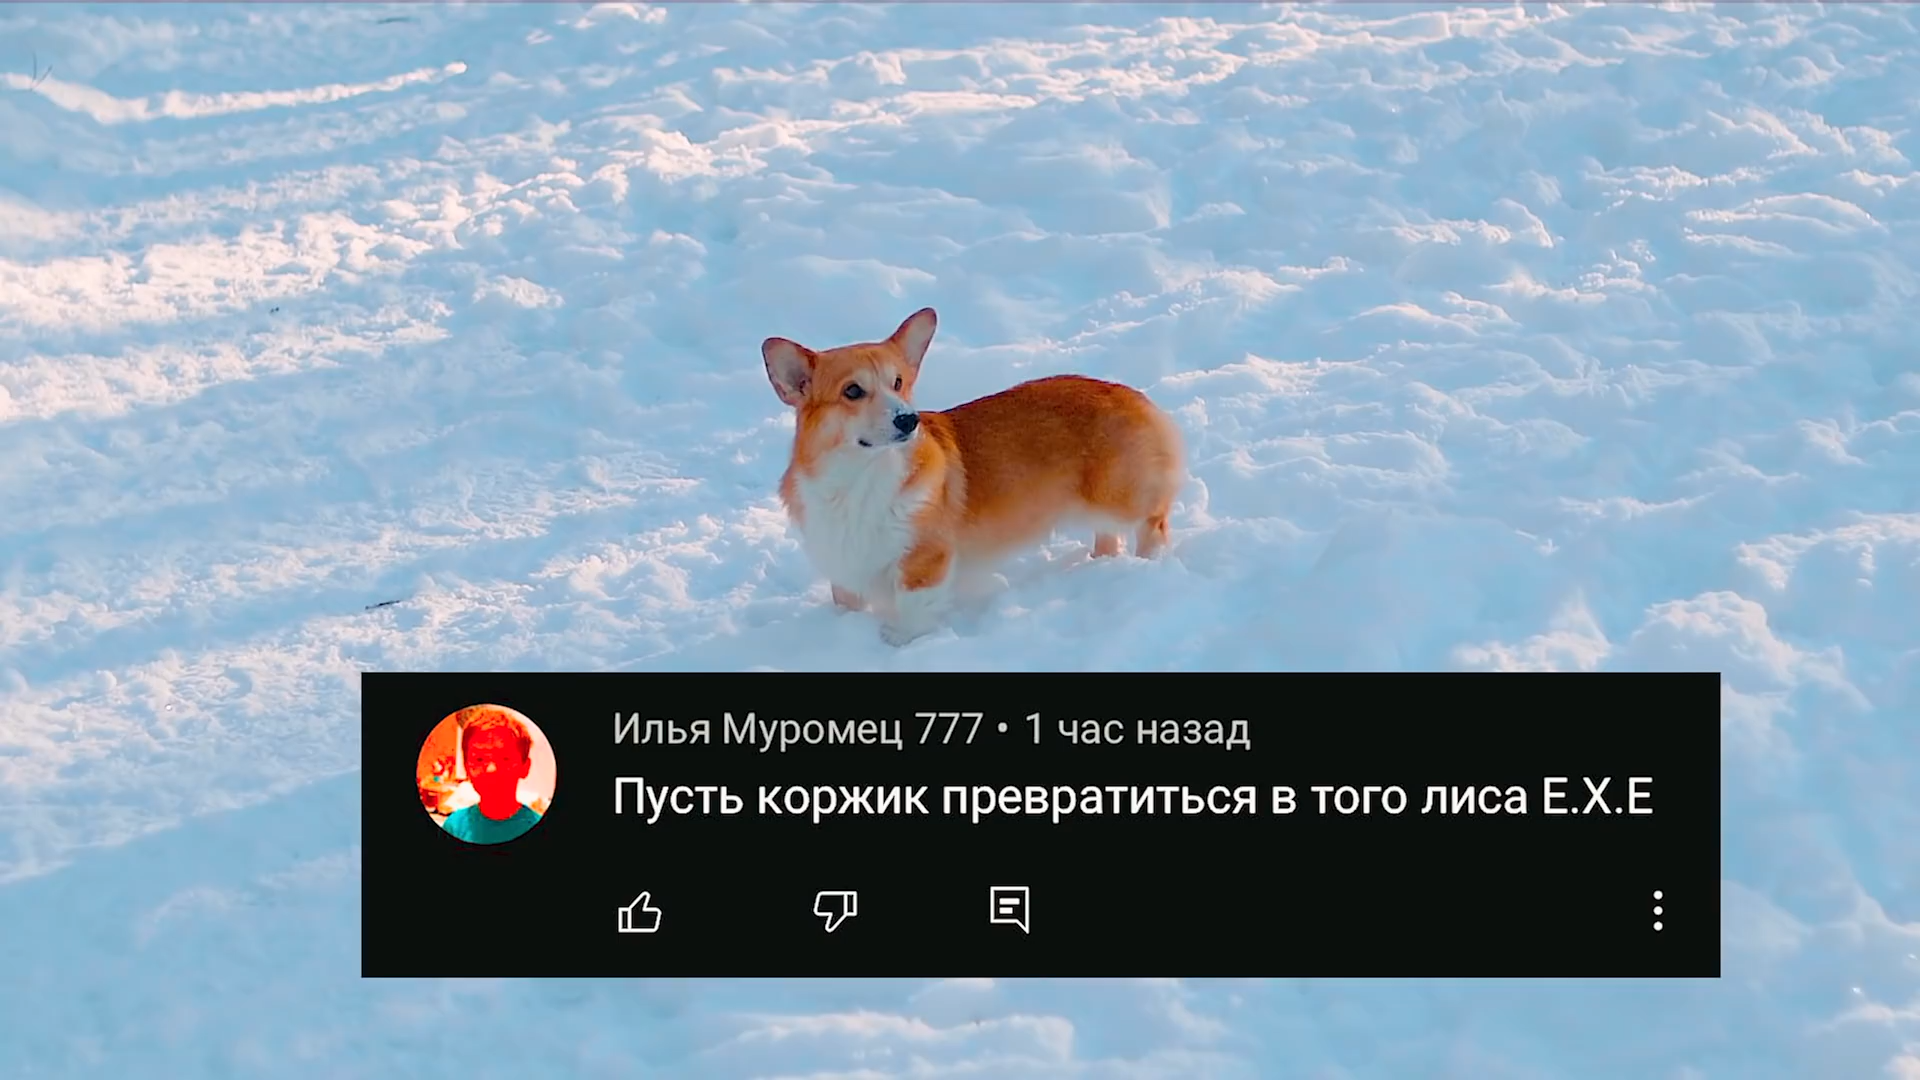 Илья Муромец 777 • 1 час назад
Пусть коржик превратиться в того лиса E.X.E